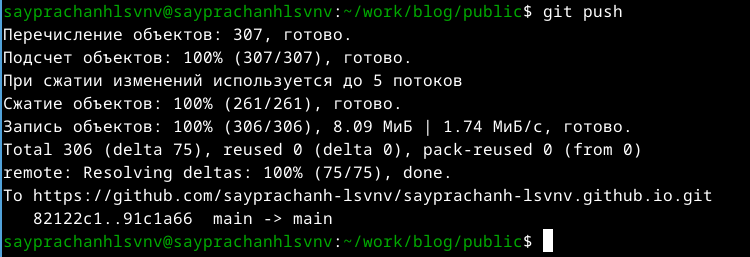 sayprachanhlsvnv@sayprachanhlsvnv:~/work/blog/public$ git push
Перечисление объектов: 307, готово.
Подсчет объектов: 100% (307/307), готово.
При сжатии изменений используется до 5 потоков
Сжатие объектов: 100% (261/261), готово.
Запись объектов: 100% (306/306), 8.09 МиБ | 1.74 МиБ/с, готово.
Total 306 (delta 75), reused 0 (delta 0), pack-reused 0 (from 0)
remote: Resolving deltas: 100% (75/75), done.
To https://github.com/sayprachanh-lsvnv/sayprachanh-lsvnv.github.io.git
   82122c1..91c1a66  main -> main
sayprachanhlsvnv@sayprachanhlsvnv:~/work/blog/public$